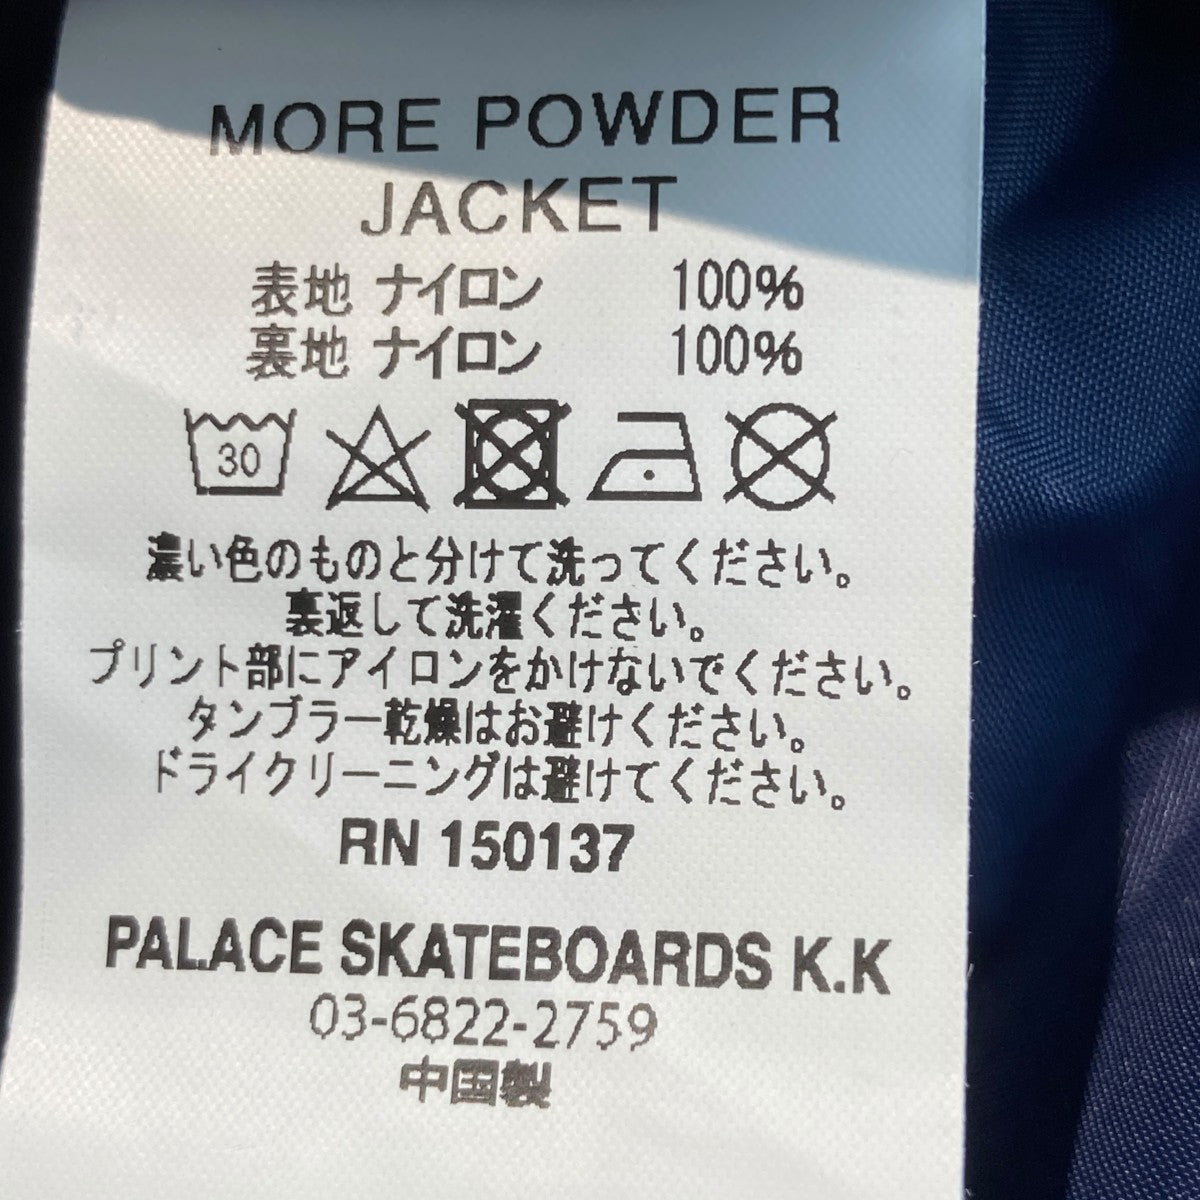 MORE POWDER
JACKET
表地 ナイロン 100%
裏地 ナイロン 100%
30
濃い色のものと分けて洗ってください。
裏返して洗濯ください。
プリント部にアイロンをかけないでください。
タンブラー乾燥はお避けください。
ドライクリーニングは避けてください。
RN 150137
PALACE SKATEBOARDS K.K
03-6822-2759
中国製